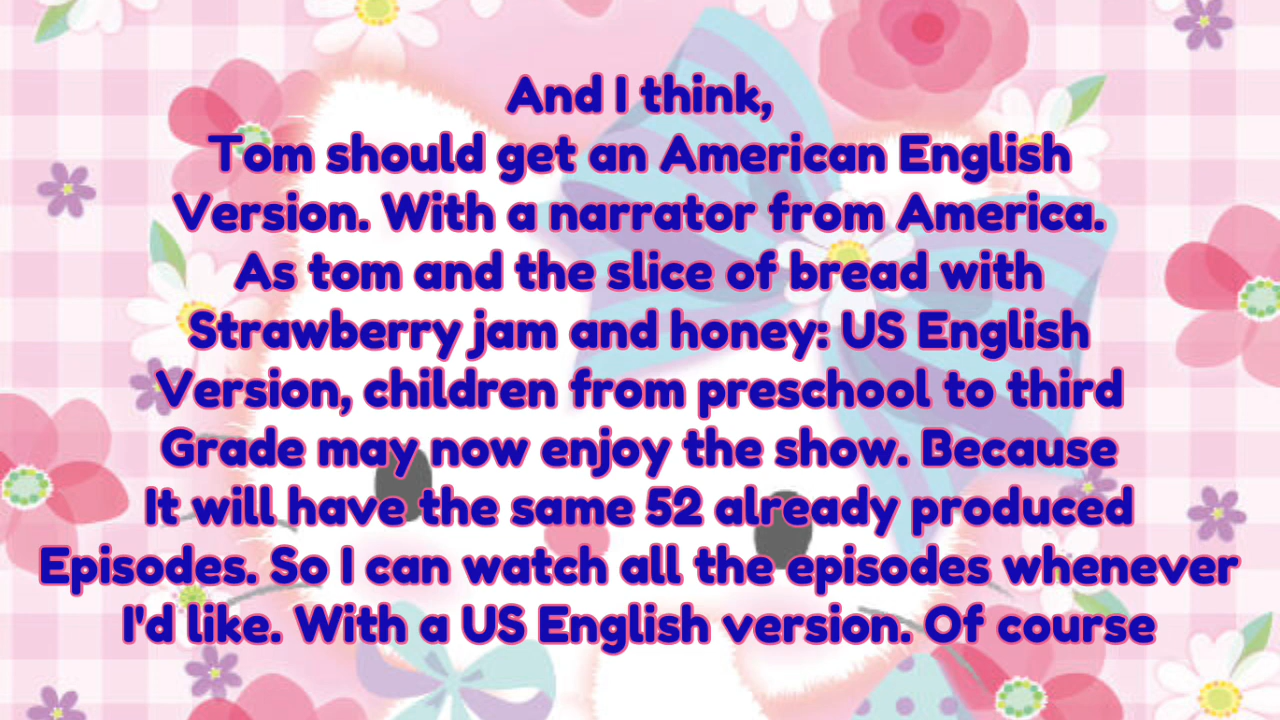 And I think,
Tom should get an American English
Version. With a narrator from America.
As tom and the slice of bread with
Strawberry jam and honey: US English
Version, children from preschool to third
Grade may now enjoy the show. Because
It will have the same 52 already produced
Episodes. So I can watch all the episodes whenever
I'd like. With a US English version. Of course